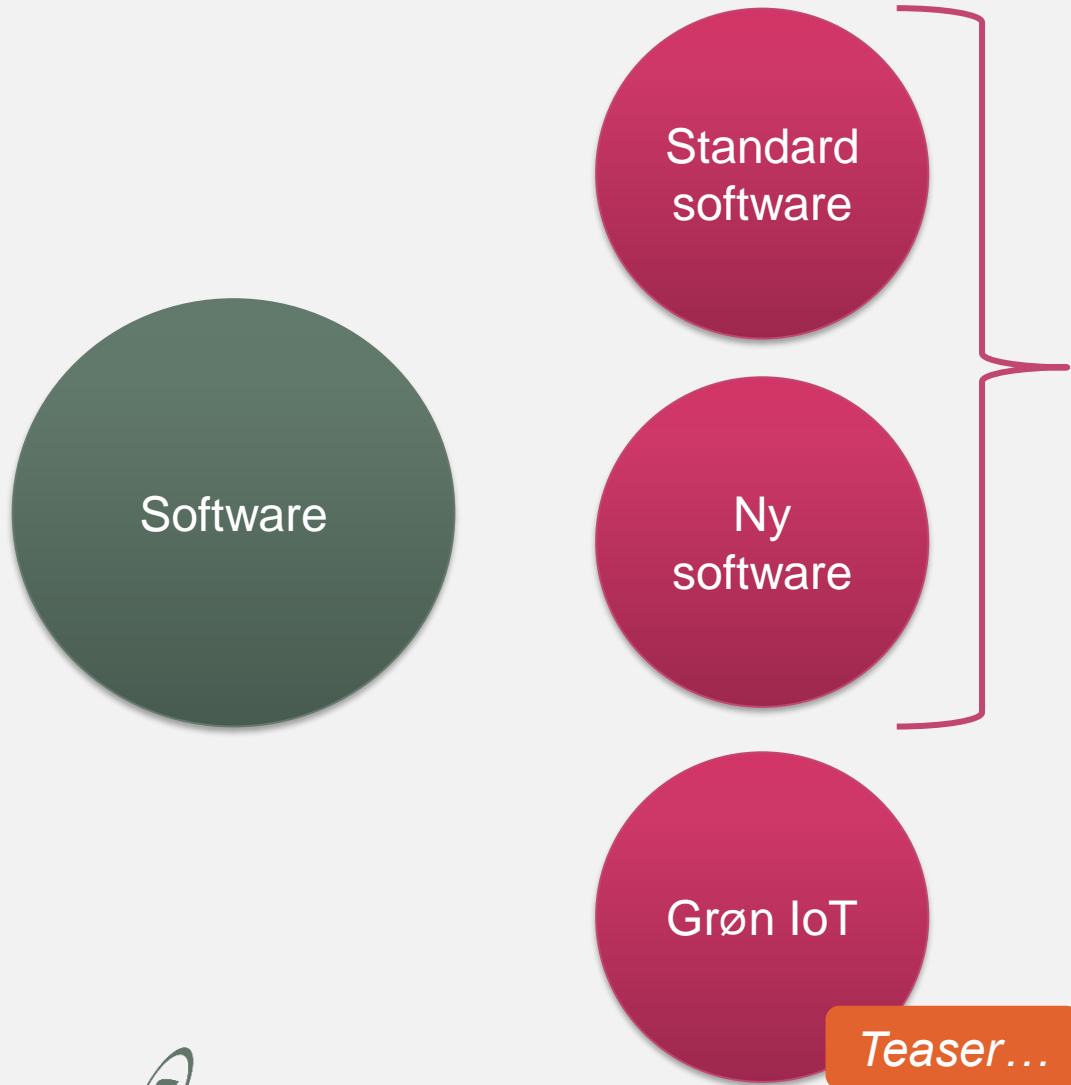 Software
Standard
software
Ny
software
Grøn IoT
Teaser…